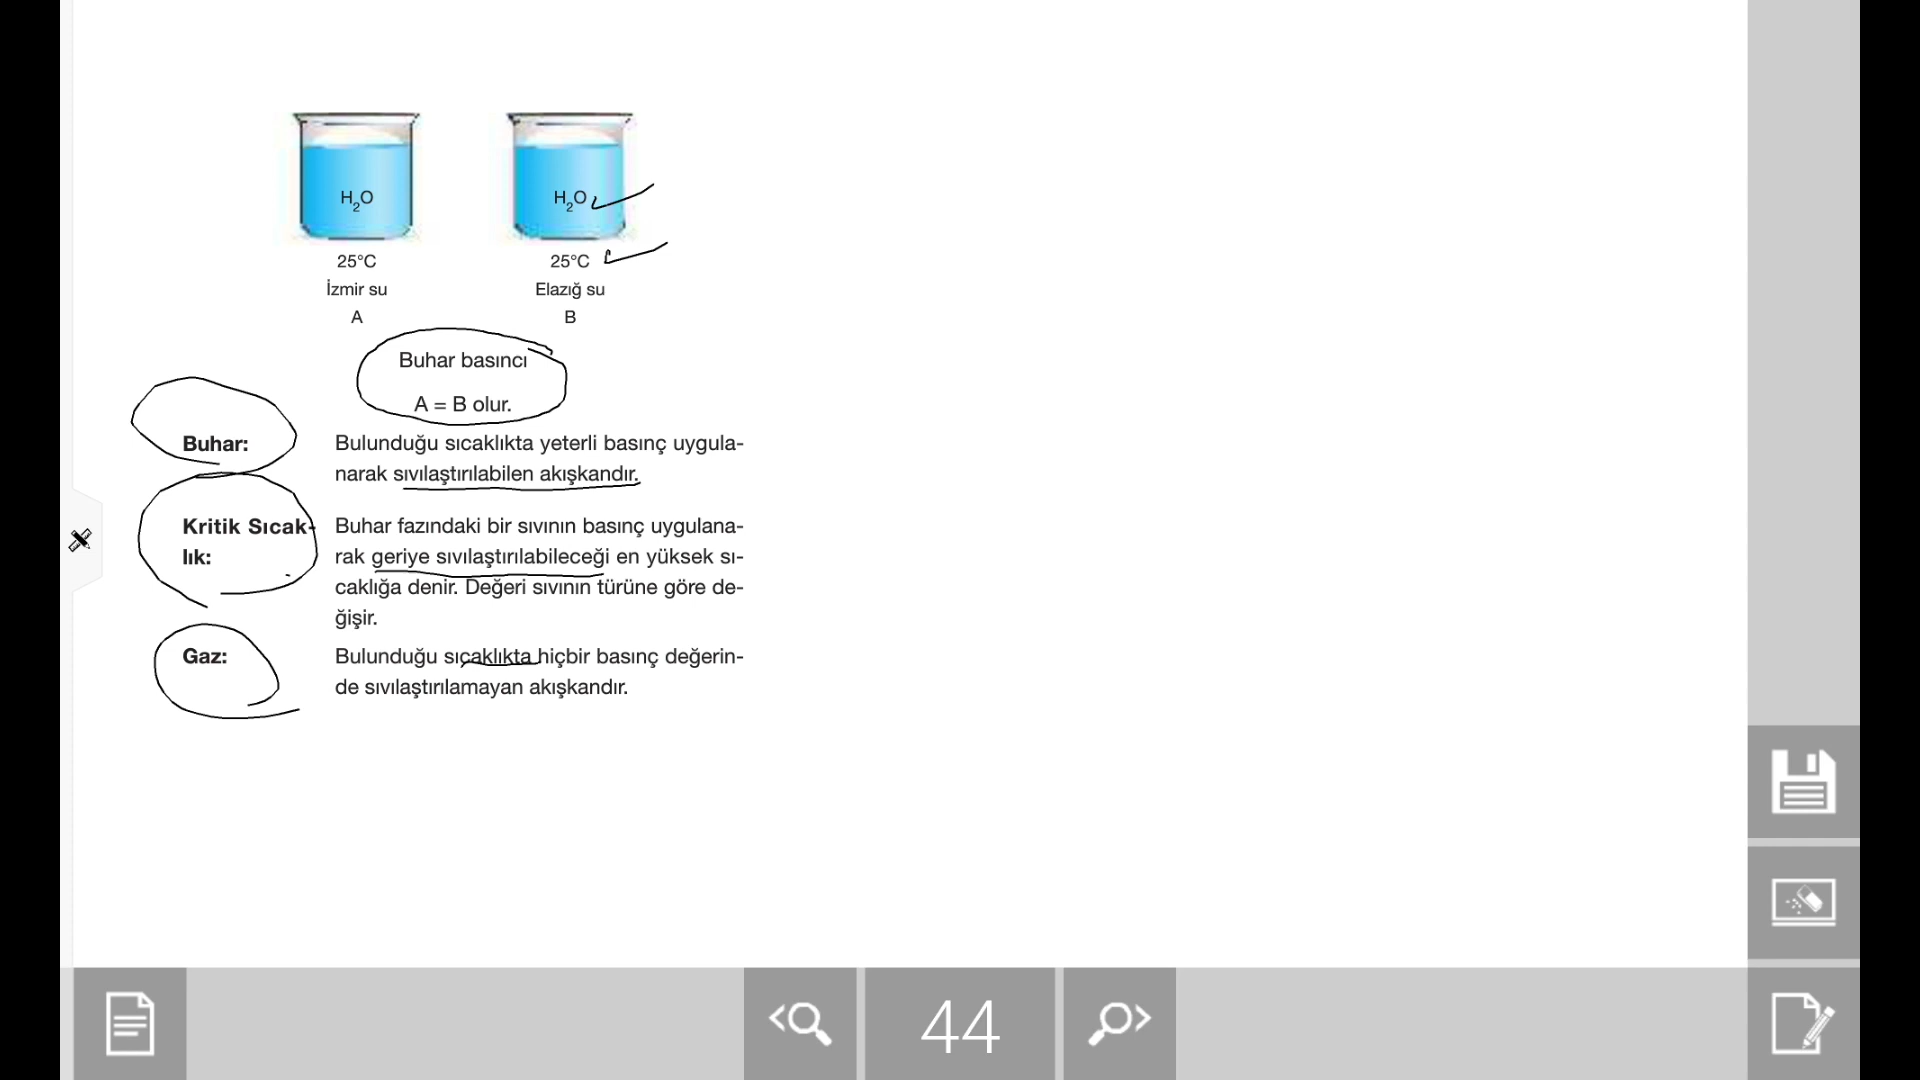 H₂O H₂O
25°C 25°C
İzmir su Elazığ su
A B
Buhar basıncı
A = B olur.
Buhar: Bulunduğu sıcaklıkta yeterli basınç uygula-
narak sıvılaştırılabilen akışkandır.
Kritik Sıcak- Buhar fazındaki bir sıvının basınç uygulana-
lık: rak geriye sıvılaştırılabileceği en yüksek sı-
caklığa denir. Değeri sıvının türüne göre de-
ğişir.
Gaz: Bulunduğu sıcaklıkta hiçbir basınç değerin-
de sıvılaştırılamayan akışkandır.
44